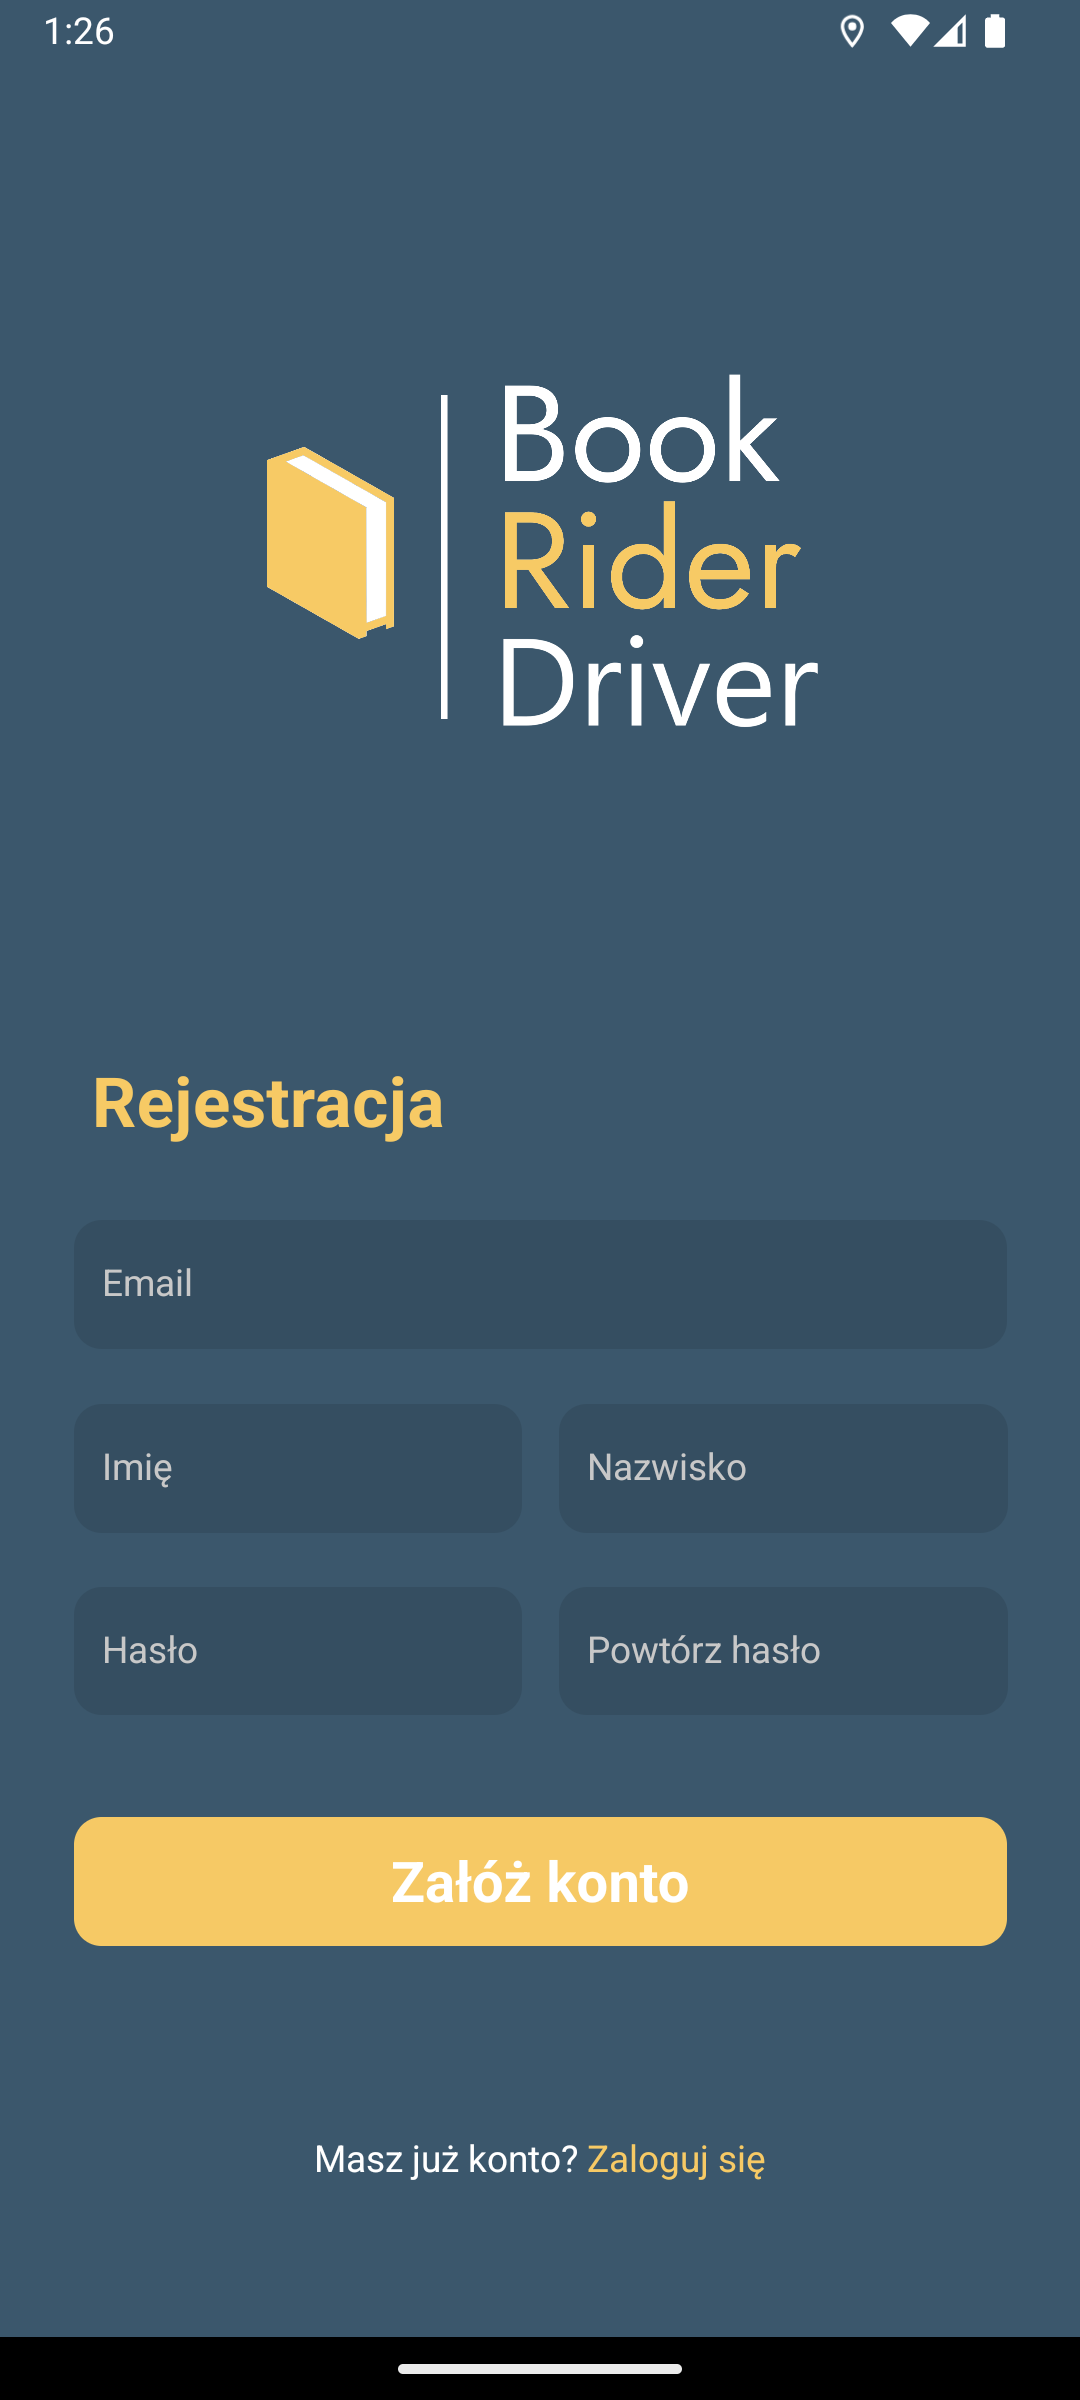 1:26
Book
Rider
Driver
Rejestracja
Email
Imię
Nazwisko
Hasło
Powtórz hasło
Załóż konto
Masz już konto? Zaloguj się